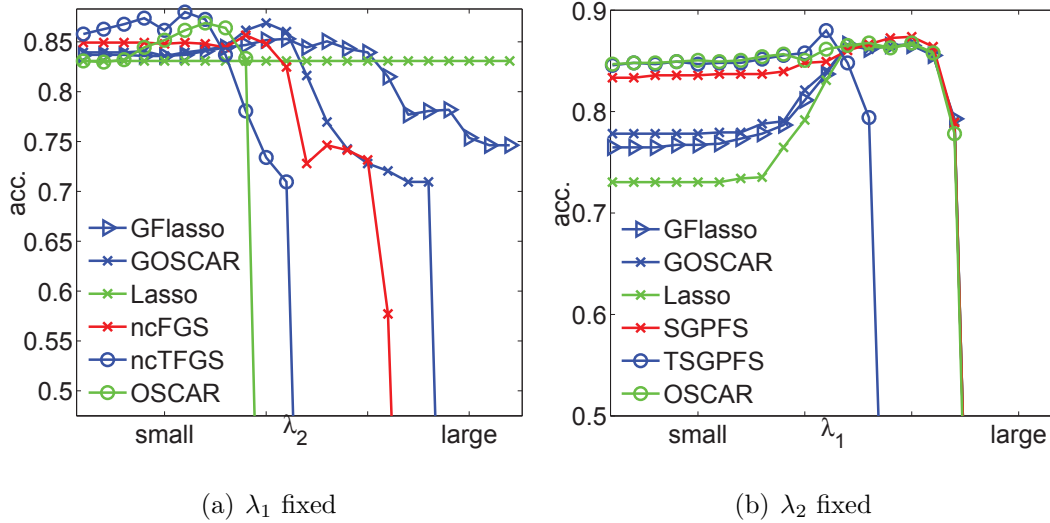 0.85
0.8
0.75
0.7
0.65
0.6
0.55
0.5
acc.
GFlasso
GOSCAR
Lasso
ncFGS
ncTFGS
OSCAR
small λ₂ large
(a) λ₁ fixed
0.9
0.8
0.7
0.6
0.5
acc.
GFlasso
GOSCAR
Lasso
SGPFS
TSGPFS
OSCAR
small λ₁ large
(b) λ₂ fixed